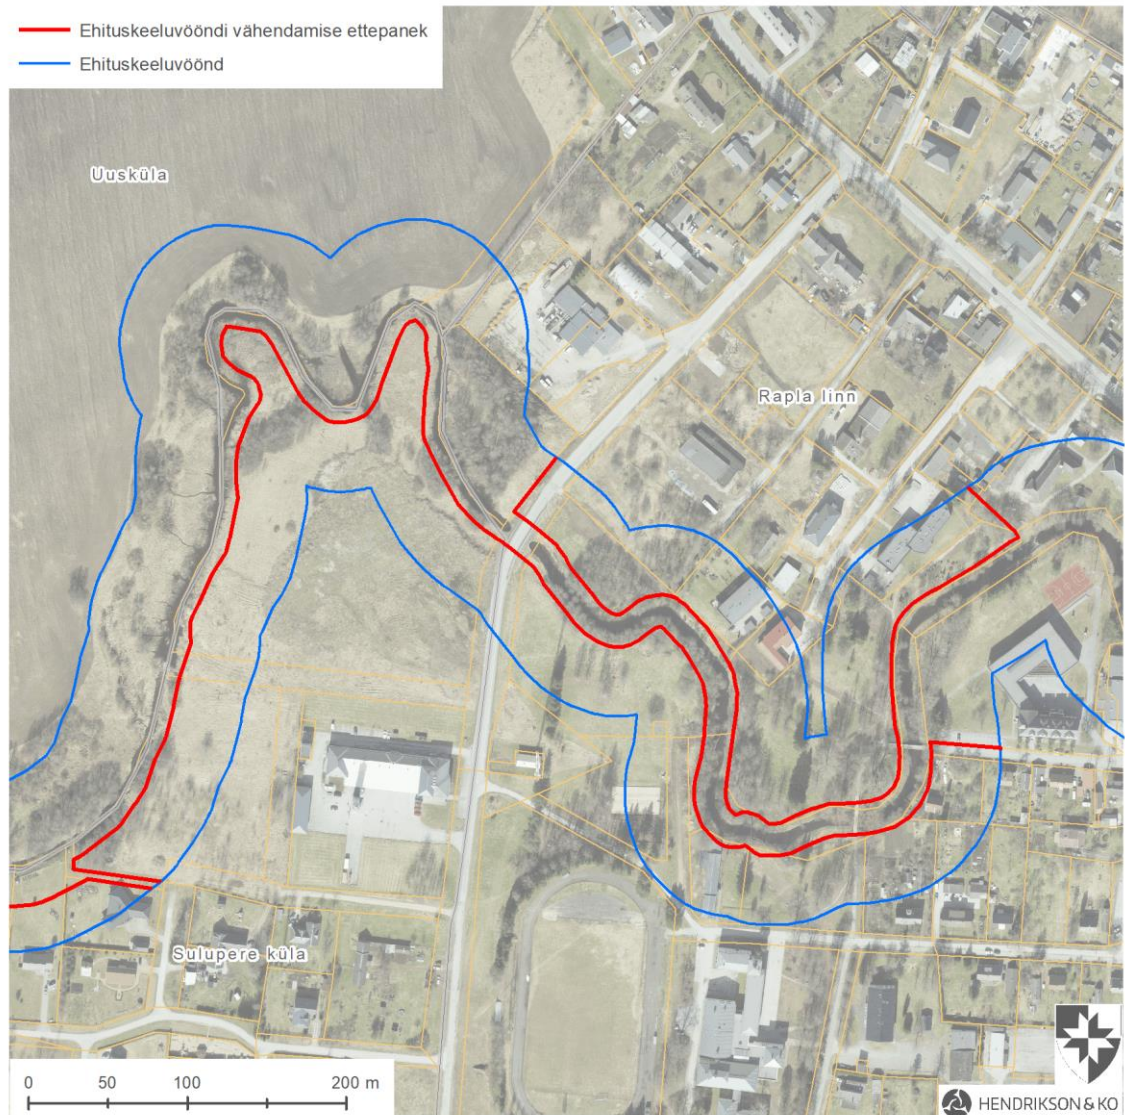 Ehituskeeluvööndi vähendamise ettepanek
Ehituskeeluvöönd
Uusküla
Rapla linn
Sulupere küla
0 50 100 200 m
HENDRIKSON & KO